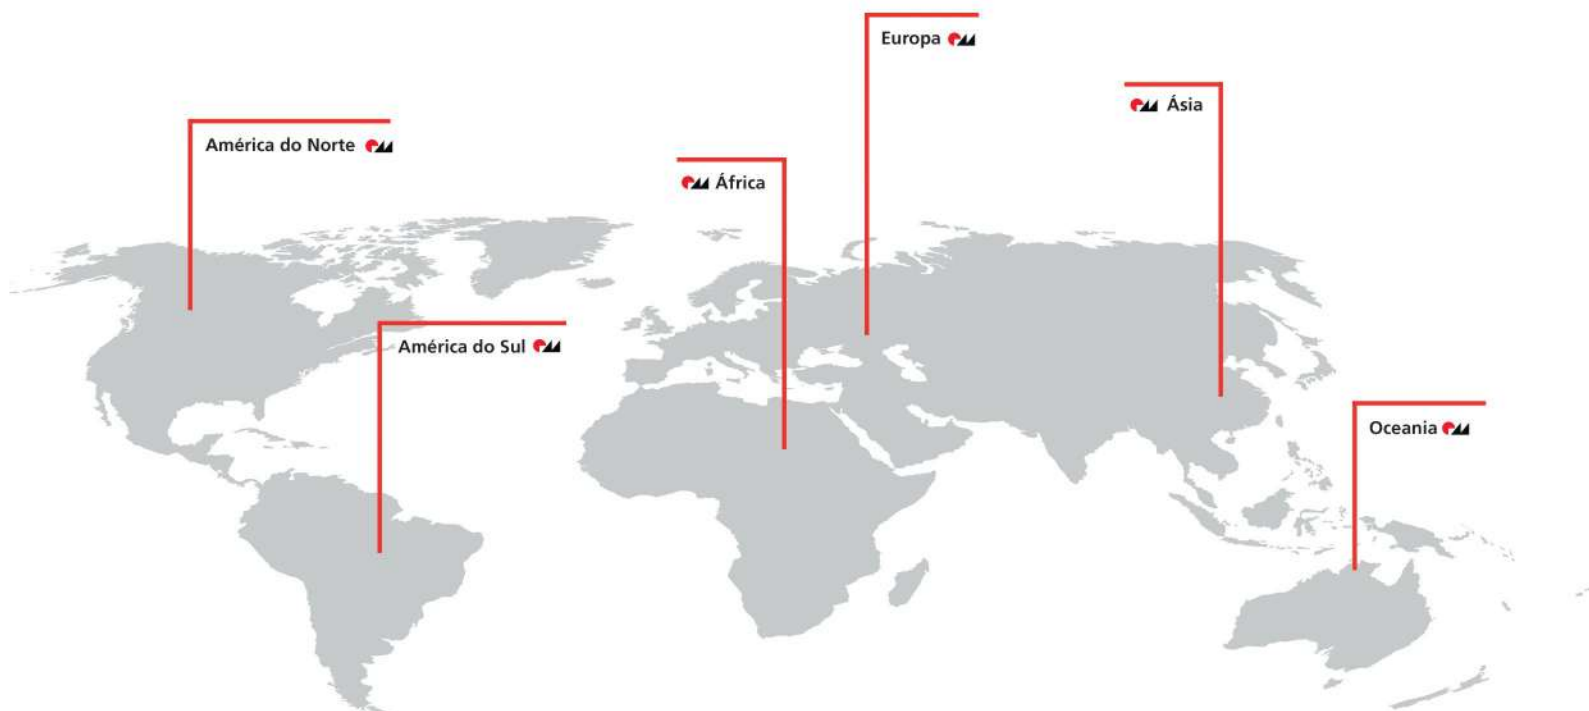 Europa
Ásia
América do Norte
África
América do Sul
Oceania